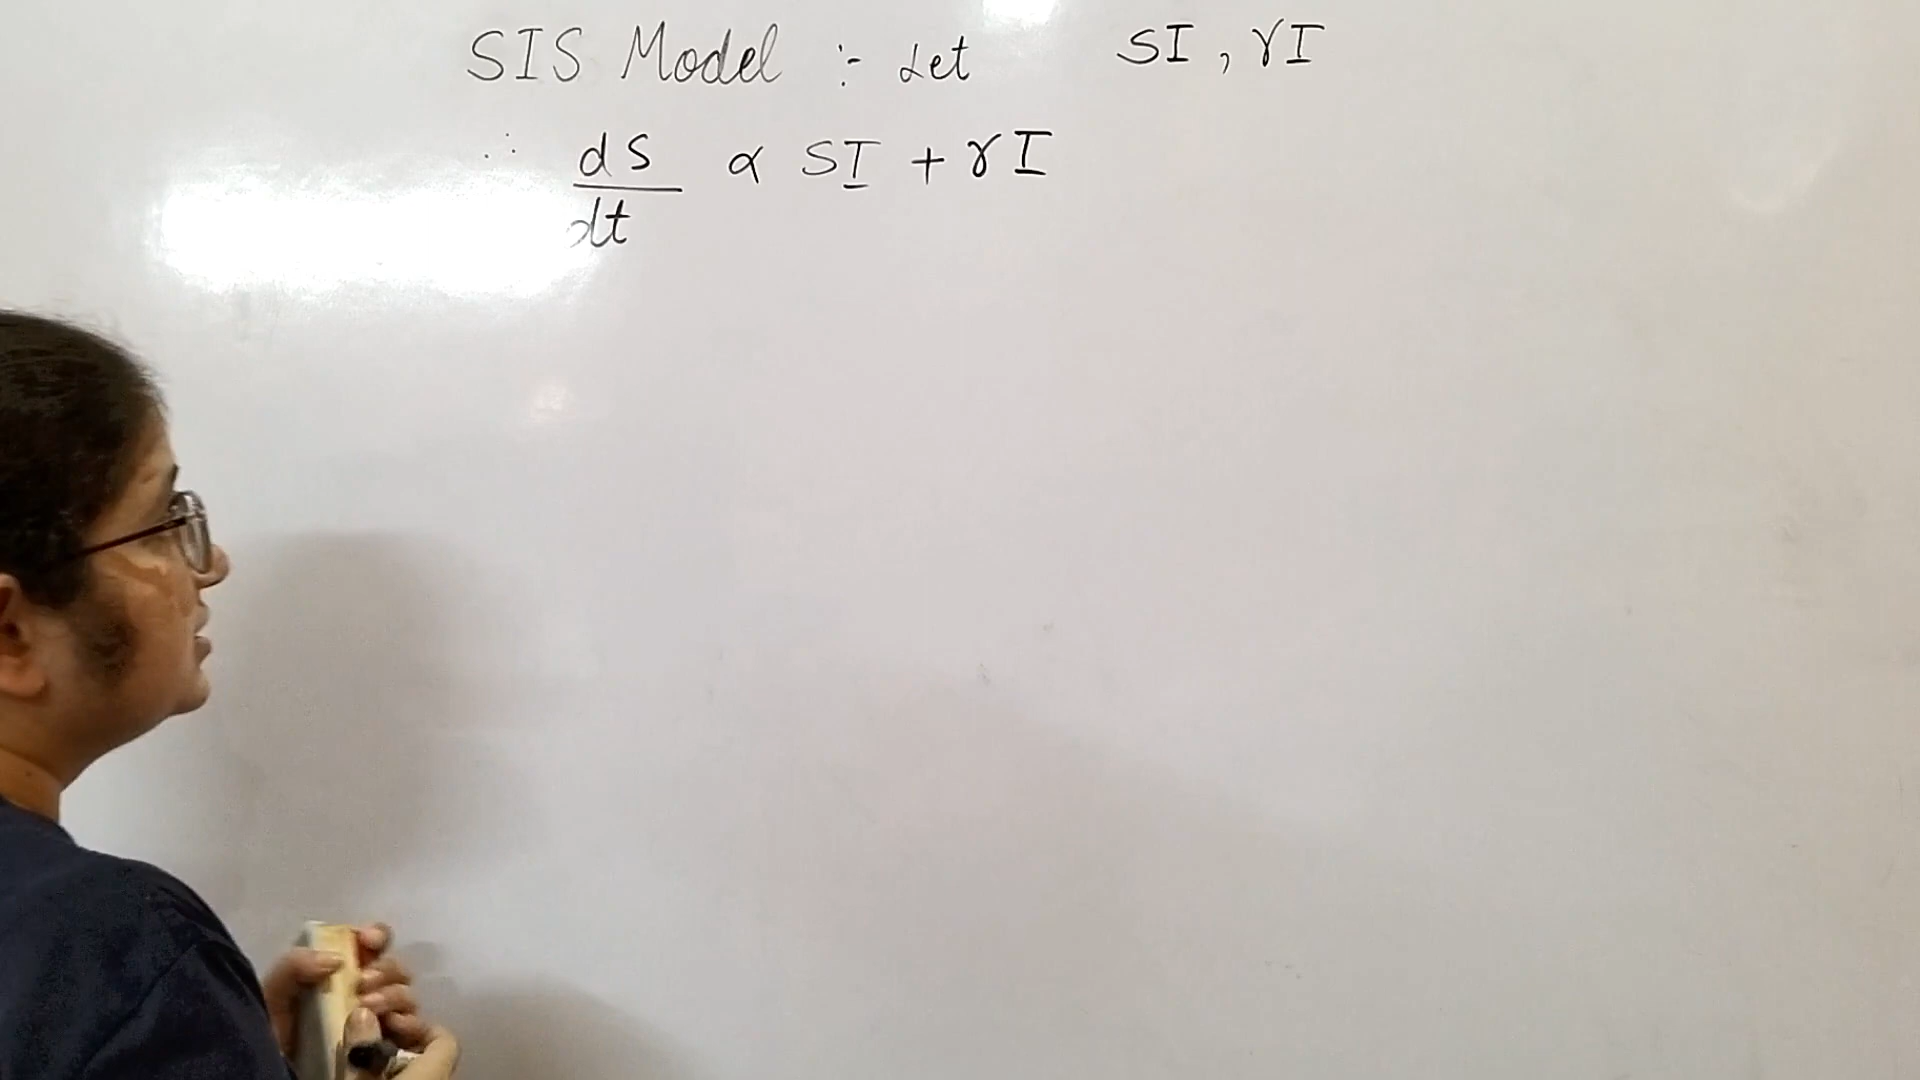 SIS Model :- Let SI, γI
∴ dS/dt ∝ SI + γI